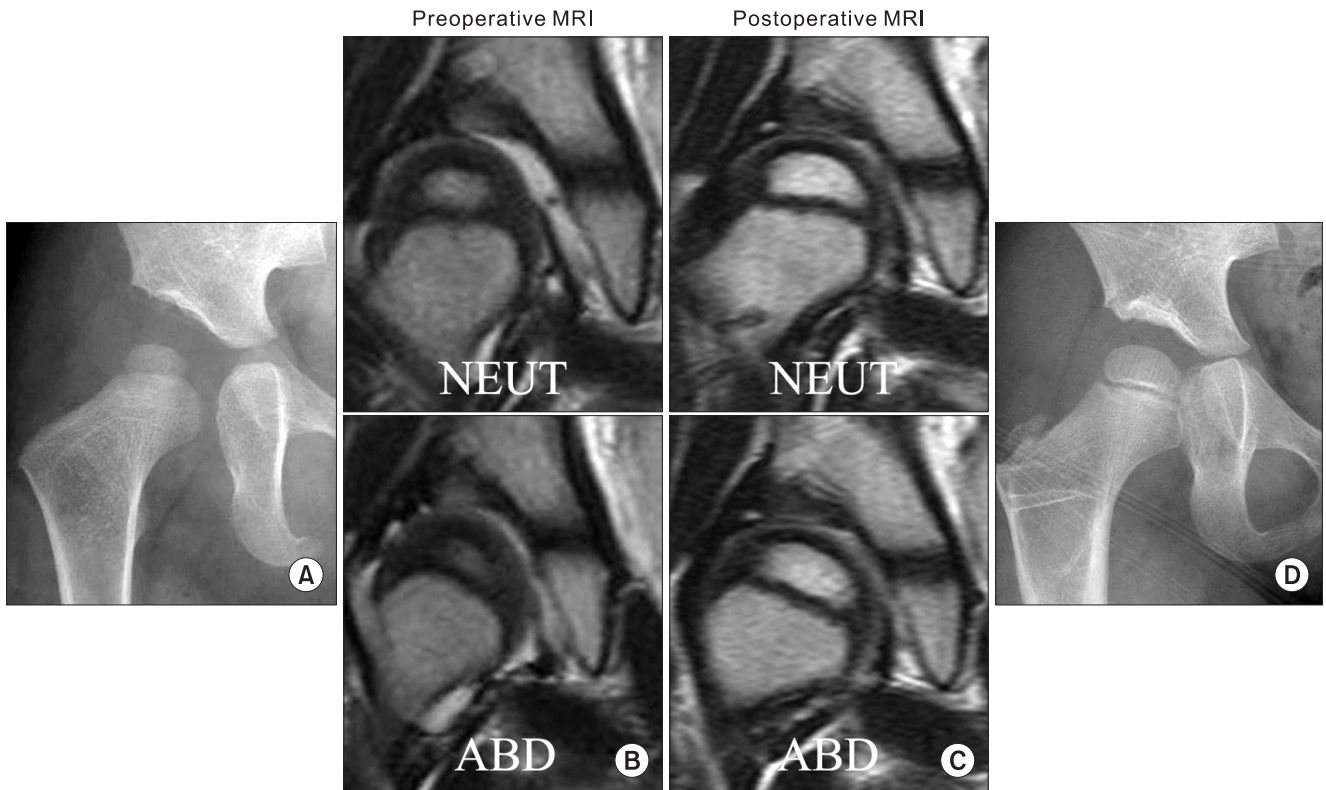 Preoperative MRI
Postoperative MRI
NEUT
NEUT
A
D
ABD
B
ABD
C